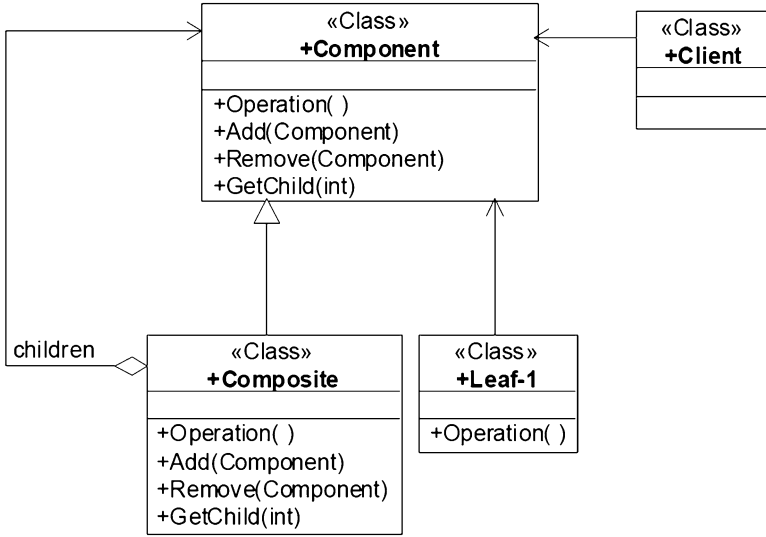 «Class»
+Component
+Operation( )
+Add(Component)
+Remove(Component)
+GetChild(int)
«Class»
+Client
children
«Class»
+Composite
+Operation( )
+Add(Component)
+Remove(Component)
+GetChild(int)
«Class»
+Leaf-1
+Operation( )